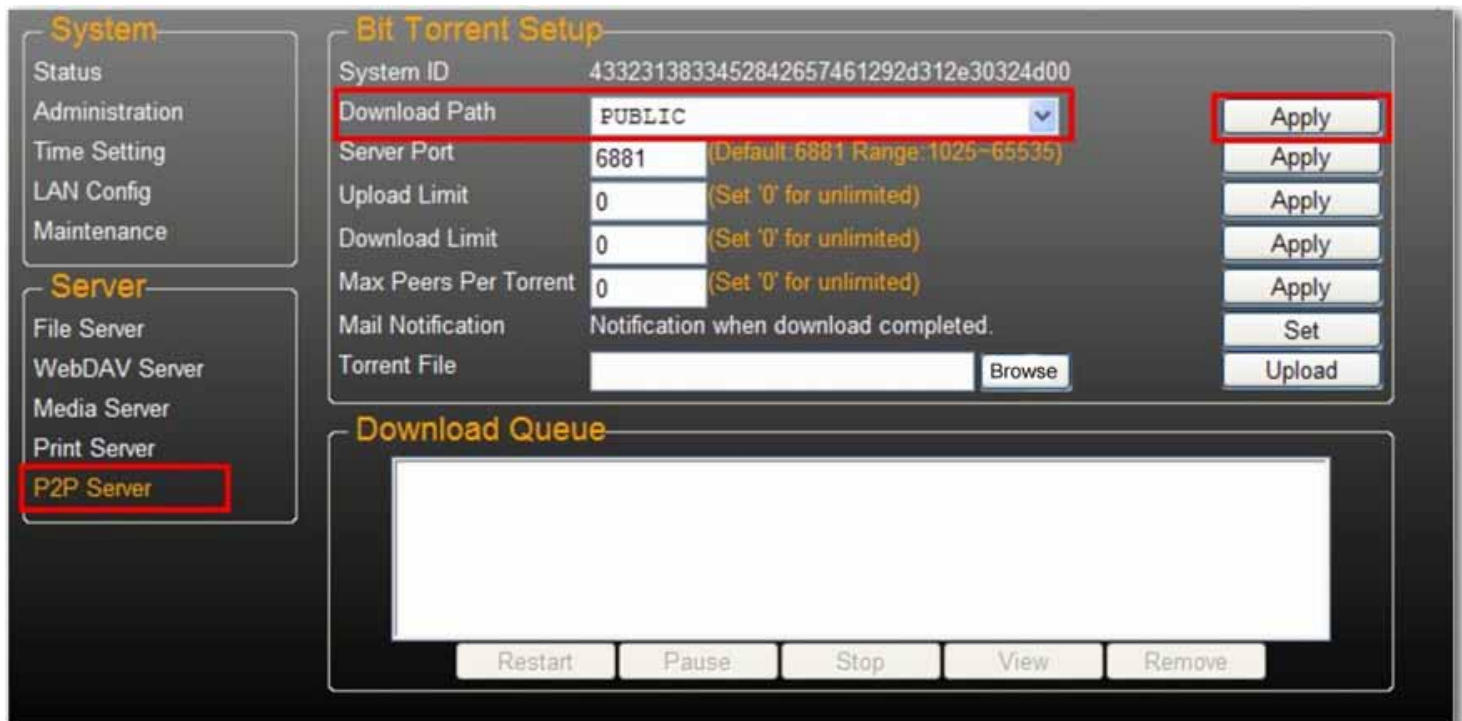 System
Status
Administration
Time Setting
LAN Config
Maintenance
Server
File Server
WebDAV Server
Media Server
Print Server
P2P Server
Bit Torrent Setup
System ID 4332313833452842657461292d312e30324d00
Download Path PUBLIC Apply
Server Port 6881 (Default:6881 Range:1025~65535) Apply
Upload Limit 0 (Set '0' for unlimited) Apply
Download Limit 0 (Set '0' for unlimited) Apply
Max Peers Per Torrent 0 (Set '0' for unlimited) Apply
Mail Notification Notification when download completed. Set
Torrent File Browse Upload
Download Queue
Restart Pause Stop View Remove